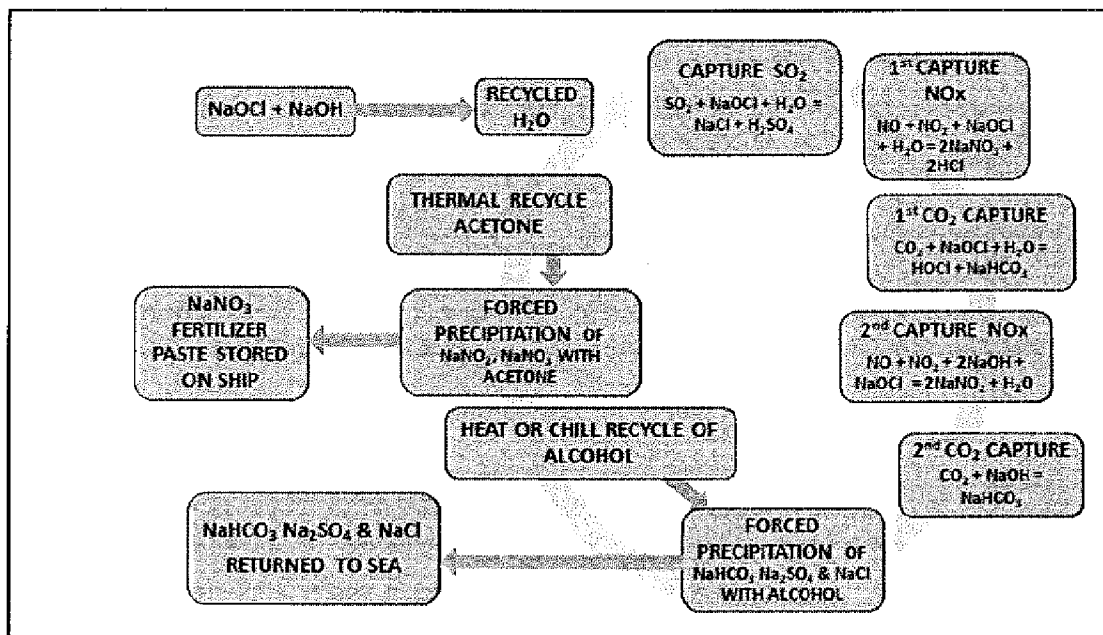 NaOCl + NaOH
RECYCLED
H₂O
CAPTURE SO₂
SO₂ + NaOCl + H₂O =
NaCl + H₂SO₄
1st CAPTURE
NOx
NO + NO₂ + NaOCl
+ H₂O = 2NaNO₃ +
2HCl
THERMAL RECYCLE
ACETONE
1st CO₂ CAPTURE
CO₂ + NaOCl + H₂O =
HOCl + NaHCO₃
NaNO₃
FERTILIZER
PASTE STORED
ON SHIP
FORCED
PRECIPITATION OF
NaNO₂, NaNO₃ WITH
ACETONE
2nd CAPTURE NOx
NO + NO₂ + 2NaOH +
NaOCl = + H₂O
HEAT OR CHILL RECYCLE OF
ALCOHOL
2nd CO₂ CAPTURE
CO₂ + NaOH =
NaHCO₃
NaHCO₃ Na₂SO₄ & NaCl
RETURNED TO SEA
FORCED
PRECIPITATION OF
NaHCO₃ Na₂SO₄ & NaCl
WITH ALCOHOL